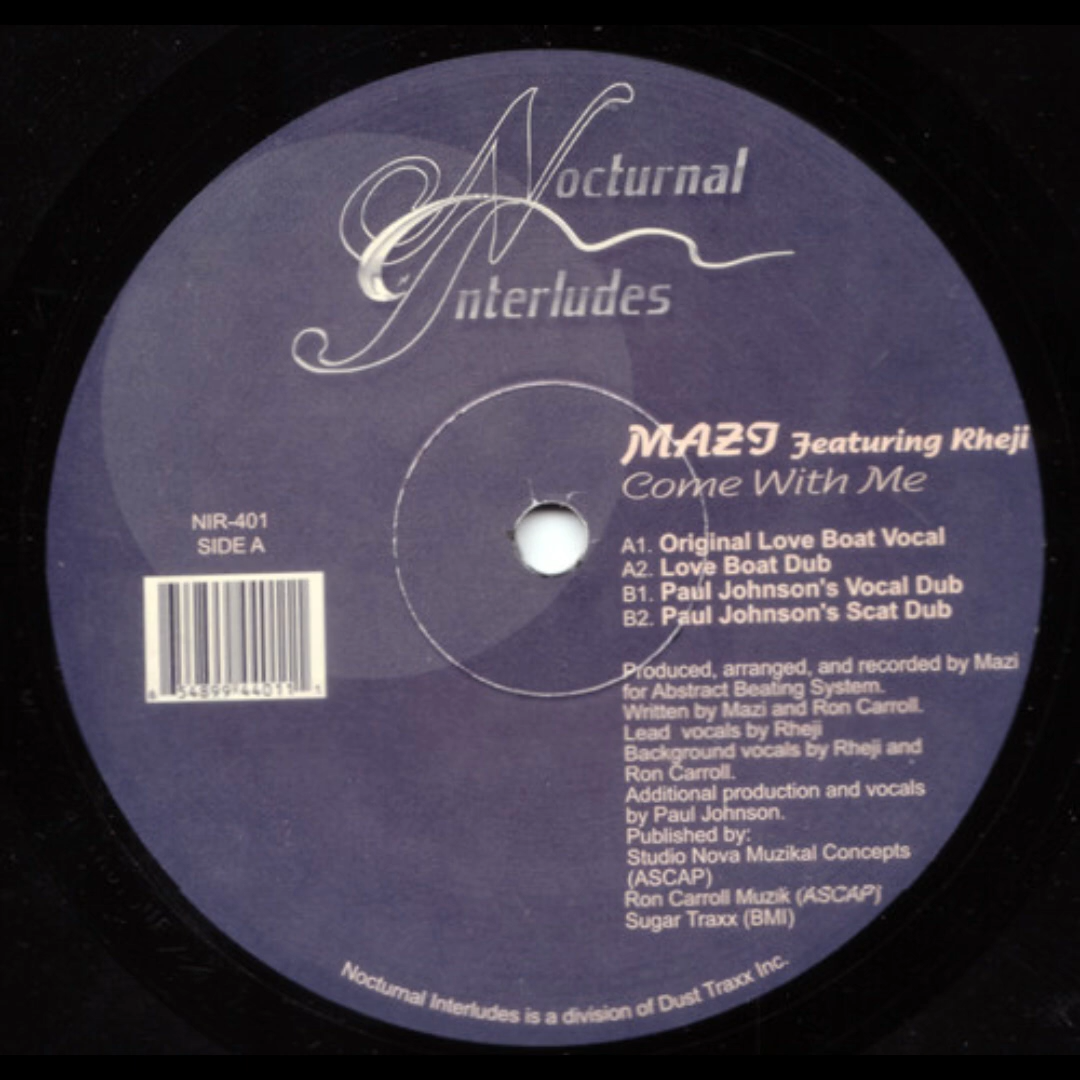 Nocturnal
Interludes
MAZI Featuring Rheji
Come With Me
NIR-401
SIDE A
A1. Original Love Boat Vocal
A2. Love Boat Dub
B1. Paul Johnson's Vocal Dub
B2. Paul Johnson's Scat Dub
Produced, arranged, and recorded by Mazi
for Abstract Beating System.
Written by Mazi and Ron Carroll.
Lead vocals by Rheji
Background vocals by Rheji and
Ron Carroll.
Additional production and vocals
by Paul Johnson.
Published by:
Studio Nova Muzikal Concepts
(ASCAP)
Ron Carroll Muzik (ASCAP)
Sugar Traxx (BMI)
Nocturnal Interludes is a division of Dust Traxx Inc.